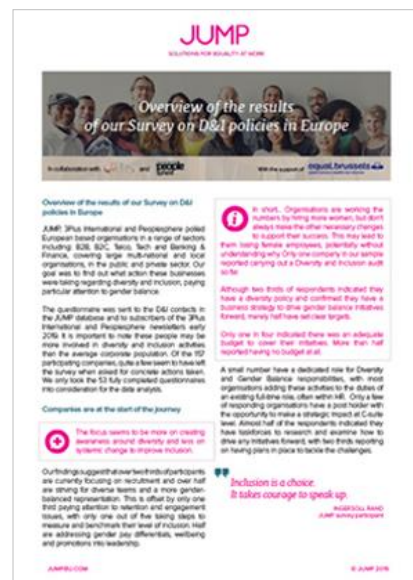 JUMP
SOLUTIONS FOR EQUALITY AT WORK
Overview of the results
of our Survey on D&I policies in Europe
In collaboration with
and
people
With the support of
equal.brussels
Overview of the results of our Survey on D&I
policies in Europe
JUMP, 3Plus International and Peoplesphere polled
European based organisations in a range of sectors
including: B2B, B2C, Telco, Tech and Banking &
Finance, covering large multi-national and local
organisations, in the public and private sector. Our
goal was to find out what action these businesses
were taking regarding diversity and inclusion, paying
particular attention to gender balance.
The questionnaire was sent to the D&I contacts in
the JUMP database and to subscribers of the 3Plus
International and Peoplesphere newsletters early
2019. It is important to note these people may be
more involved in diversity and inclusion activities
than the average corporate population. Of the 117
participating companies, quite a few seem to have left
the survey when asked for concrete actions taken.
We only took the 53 fully completed questionnaires
into consideration for the data analysis.
Companies are at the start of the journey
The focus seems to be more on creating
awareness around diversity and less on
systemic change to improve inclusion.
Our findings suggest that over two thirds of participants
are currently focusing on recruitment and over half
are striving for diverse teams and a more gender-
balanced representation. This is offset by only one
third paying attention to retention and engagement
issues, with only one out of five taking steps to
measure and benchmark their level of inclusion. Half
are addressing gender pay differentials, wellbeing
and promotions into leadership.
In short... Organisations are working the
numbers by hiring more women, but don't
always make the other necessary changes
to support their success. This may lead to
them losing female employees, potentially without
understanding why. Only one company in our sample
reported carrying out a Diversity and Inclusion audit
so far.
Although two thirds of respondents indicated they
have a diversity policy and confirmed they have a
business strategy to drive gender balance initiatives
forward, merely half have set clear targets.
Only one in four indicated there was an adequate
budget to cover their initiatives. More than half
reported having no budget at all.
A small number have a dedicated role for Diversity
and Gender Balance responsibilities, with most
organisations adding these activities to the duties of
an existing full-time role, often within HR. Only a few
of responding organisations have a post holder with
the opportunity to make a strategic impact at C-suite
level. Almost half of the respondents indicated they
have taskforces to research and examine how to
drive any initiatives forward, with two thirds reporting
on having plans in place to tackle the challenges.
Inclusion is a choice.
It takes courage to speak up.
INGERSOLL RAND
JUMP survey participant
JUMP.EU.COM
© JUMP 2019